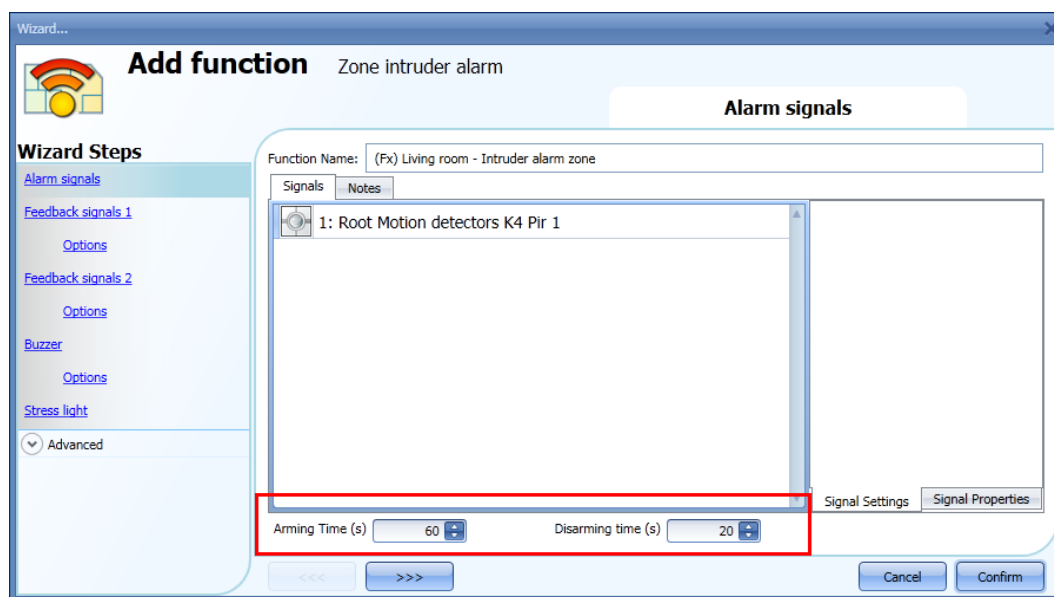 Wizard...
Add function Zone intruder alarm
Alarm signals
Wizard Steps
Alarm signals
Feedback signals 1
Options
Feedback signals 2
Options
Buzzer
Options
Stress light
Advanced
Function Name: (Fx) Living room - Intruder alarm zone
Signals Notes
1: Root Motion detectors K4 Pir 1
Signal Settings Signal Properties
Arming Time (s) 60 Disarming time (s) 20
<<< >>> Cancel Confirm